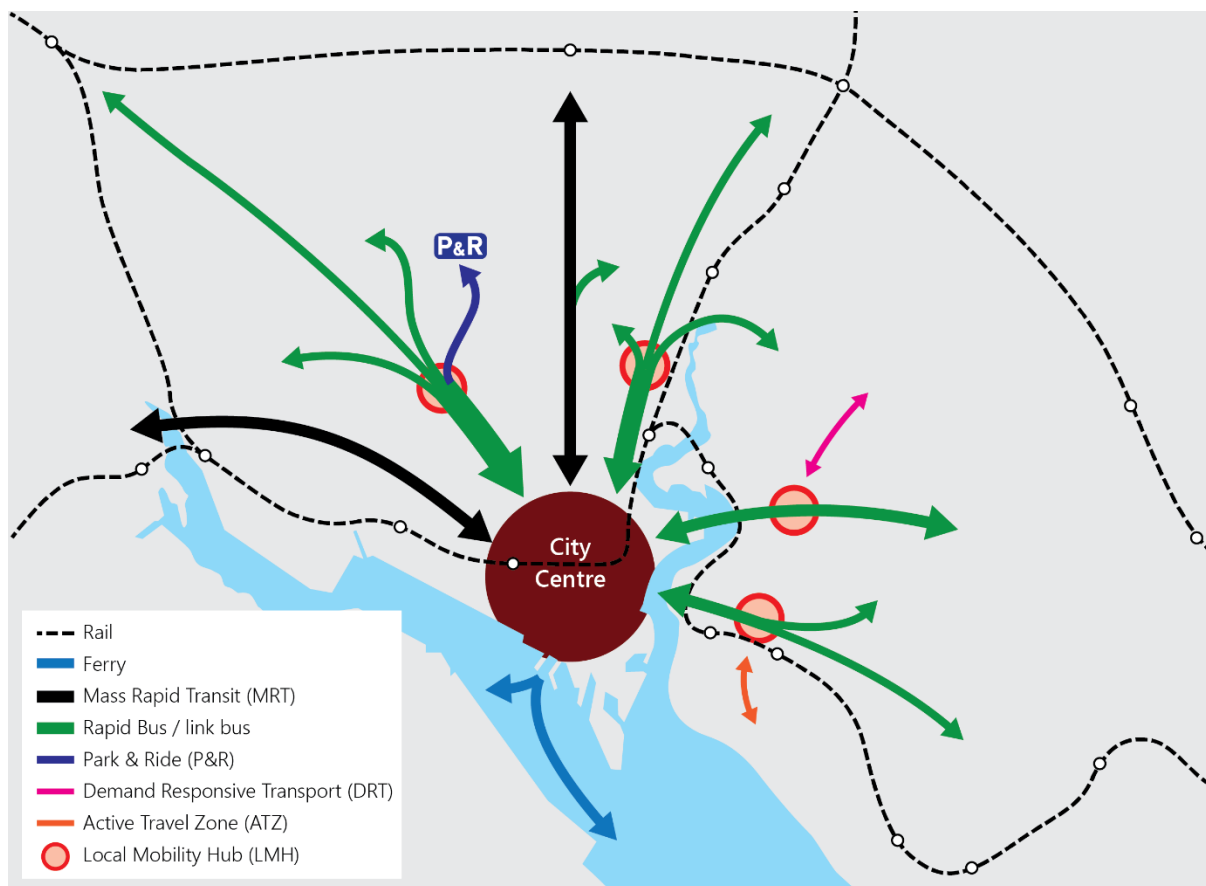 P&R
City
Centre
Rail
Ferry
Mass Rapid Transit (MRT)
Rapid Bus / link bus
Park & Ride (P&R)
Demand Responsive Transport (DRT)
Active Travel Zone (ATZ)
Local Mobility Hub (LMH)